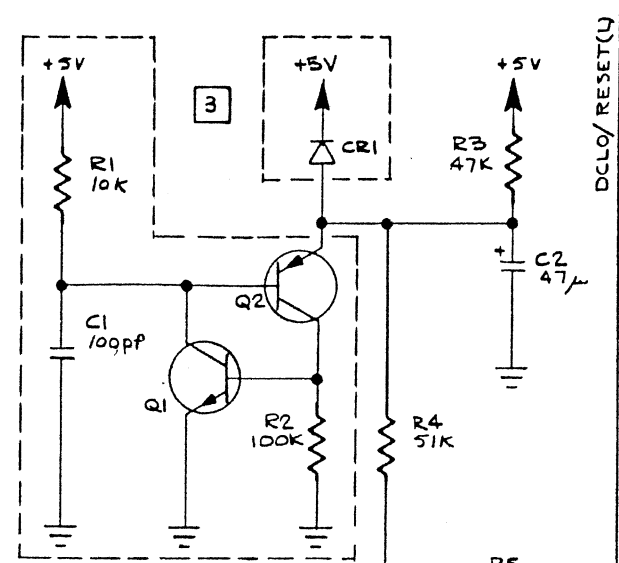 +5V
+5V
+5V
3
R1
10K
CR1
R3
47K
DCLO/RESET(L)
Q2
+
C2
47μ
C1
100pf
Q1
R2
100K
R4
51K